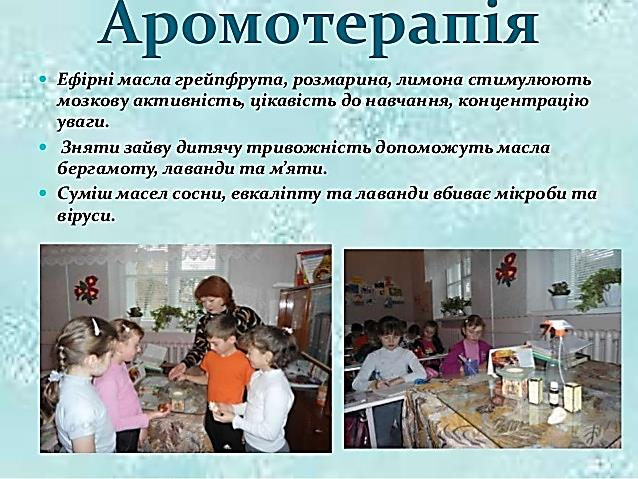 Аромотерапія
Ефірні масла грейпфрута, розмарина, лимона стимулюють
мозкову активність, цікавість до навчання, концентрацію
уваги.
Зняти зайву дитячу тривожність допоможуть масла
бергамоту, лаванди та м’яти.
Суміш масел сосни, евкаліпту та лаванди вбиває мікроби та
віруси.